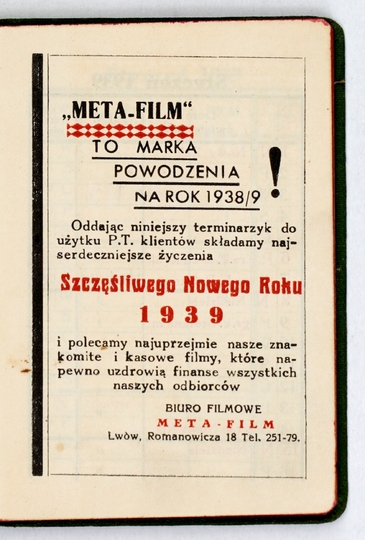 „META-FILM“
TO MARKA
POWODZENIA
NA ROK 1938/9 !
Oddając niniejszy terminarzyk do
użytku P.T. klientów składamy naj-
serdeczniejsze życzenia
Szczęśliwego Nowego Roku
1939
i polecamy najuprzejmie nasze zna-
komite i kasowe filmy, które na-
pewno uzdrowią finanse wszystkich
naszych odbiorców
BIURO FILMOWE
META-FILM
Lwów, Romanowicza 18 Tel. 251-79.